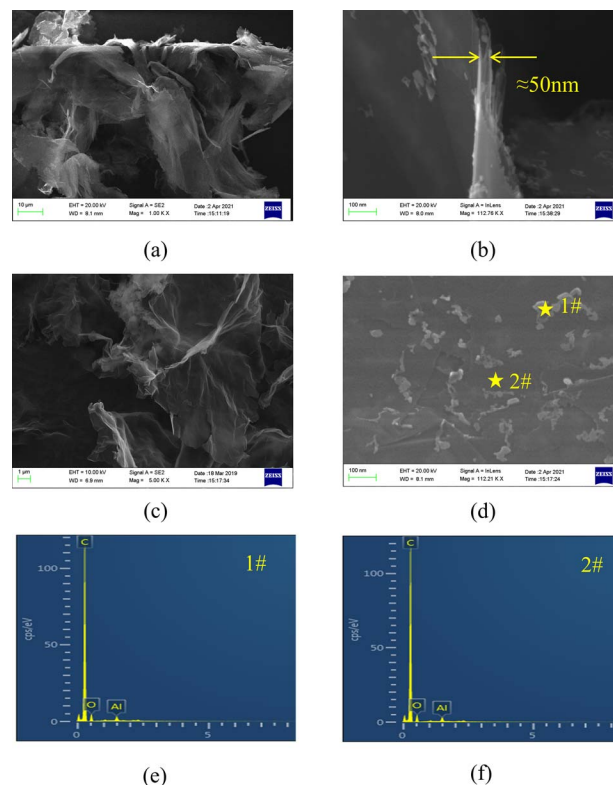 ≈50nm
10 μm
EHT = 20.00 kV
Signal A = SE2
Date :2 Apr 2021
WD = 8.1 mm
Mag = 1.00 K X
Time :15:11:19
ZEISS
100 nm
EHT = 20.00 kV
Signal A = InLens
Date :2 Apr 2021
WD = 8.0 mm
Mag = 112.76 K X
Time :15:38:29
ZEISS
(a)
(b)
1#
2#
1 μm
EHT = 10.00 kV
Signal A = SE2
Date :18 Mar 2019
WD = 6.9 mm
Mag = 5.00 K X
Time :15:17:34
ZEISS
100 nm
EHT = 20.00 kV
Signal A = InLens
Date :2 Apr 2021
WD = 8.1 mm
Mag = 112.21 K X
Time :15:17:24
ZEISS
(c)
(d)
C
1#
100
cps/eV
50
O
Al
0
5
C
2#
100
cps/eV
50
O
Al
0
5
(e)
(f)